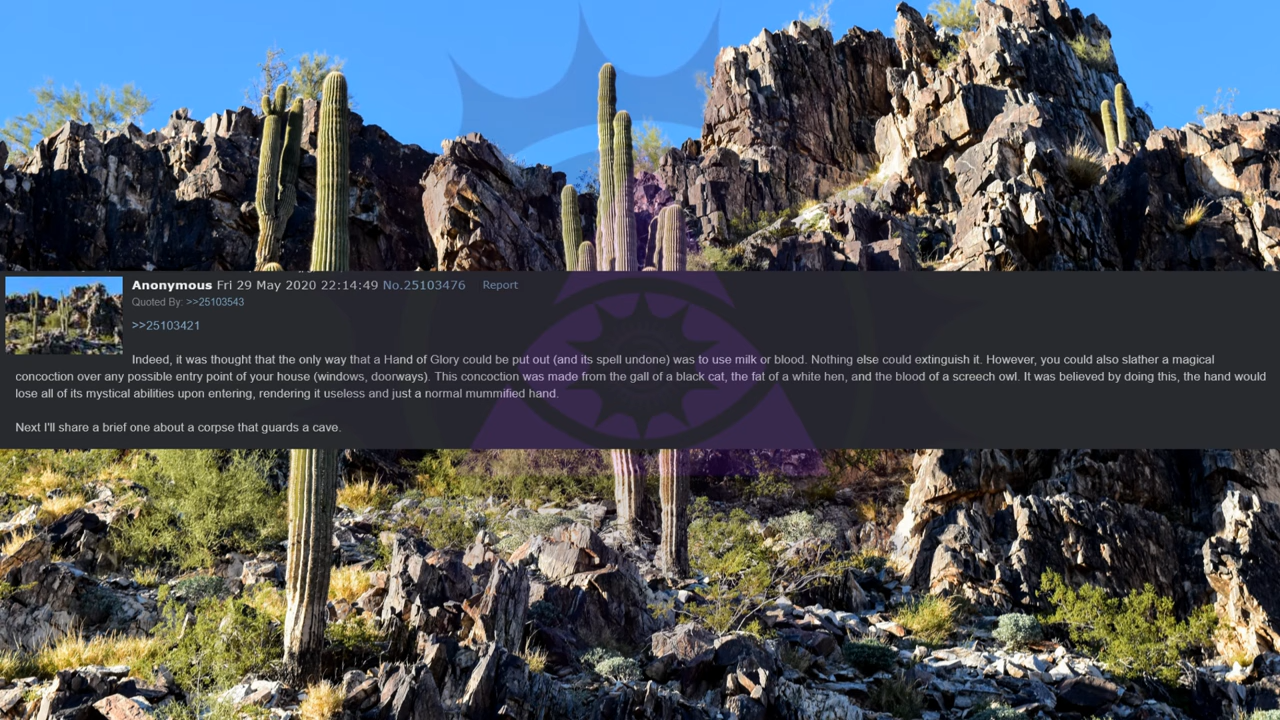 Anonymous Fri 29 May 2020 22:14:49 No.25103476 Report
Quoted By: >>25103543
>>25103421
Indeed, it was thought that the only way that a Hand of Glory could be put out (and its spell undone) was to use milk or blood. Nothing else could extinguish it. However, you could also slather a magical
concoction over any possible entry point of your house (windows, doorways). This concoction was made from the gall of a black cat, the fat of a white hen, and the blood of a screech owl. It was believed by doing this, the hand would
lose all of its mystical abilities upon entering, rendering it useless and just a normal mummified hand.
Next I'll share a brief one about a corpse that guards a cave.